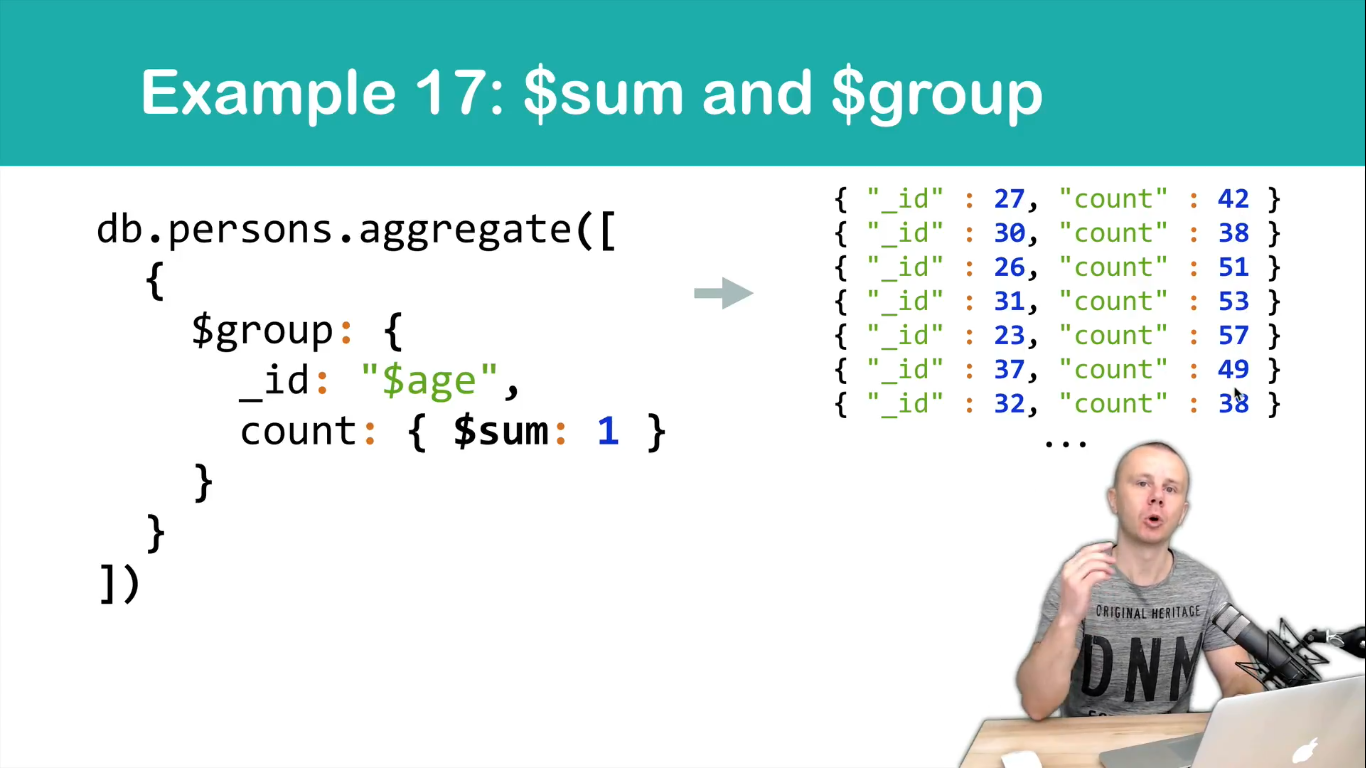 Example 17: $sum and $group
db.persons.aggregate([
{
$group: {
_id: "$age",
count: { $sum: 1 }
}
}
])
{ "_id" : 27, "count" : 42 }
{ "_id" : 30, "count" : 38 }
{ "_id" : 26, "count" : 51 }
{ "_id" : 31, "count" : 53 }
{ "_id" : 23, "count" : 57 }
{ "_id" : 37, "count" : 49 }
{ "_id" : 32, "count" : 38 }
...
ORIGINAL HERITAGE
DNM